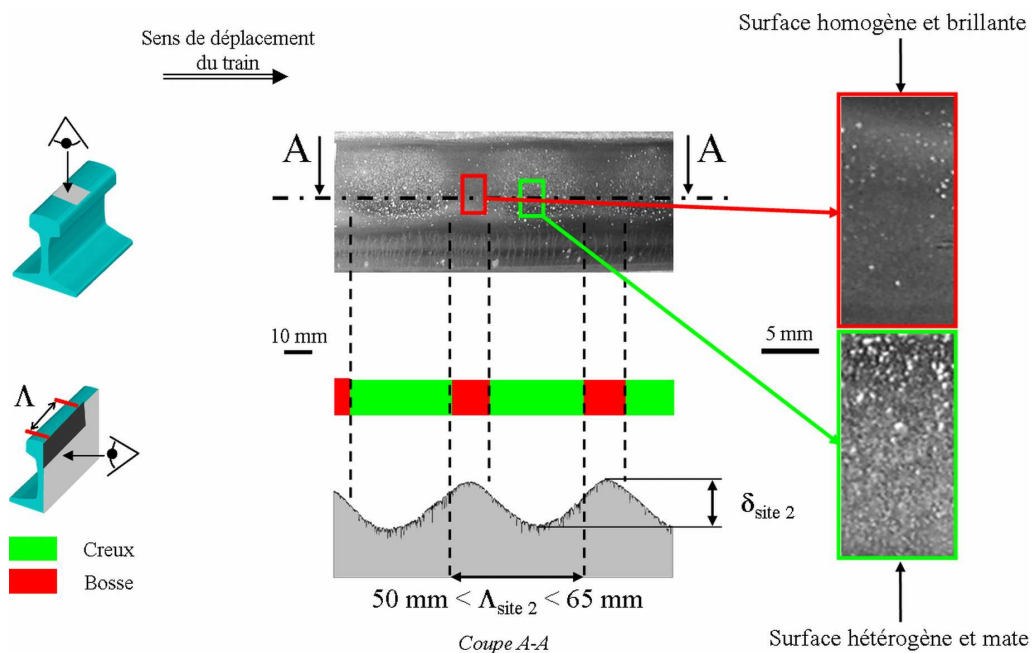 Surface homogène et brillante
Sens de déplacement
du train
A
A
10 mm
5 mm
Λ
δsite 2
Creux
Bosse
50 mm < Λsite 2 < 65 mm
Coupe A-A
Surface hétérogène et mate